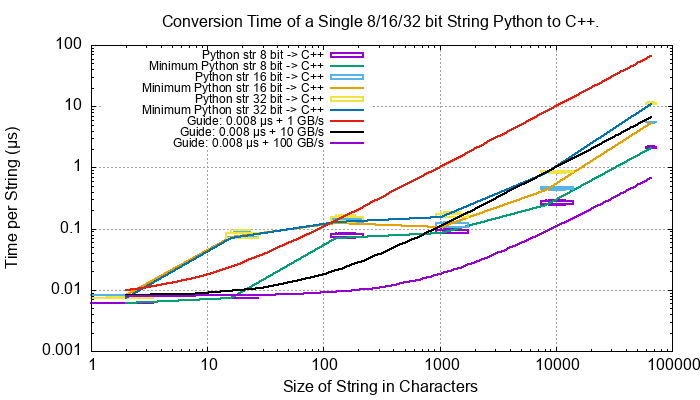 Conversion Time of a Single 8/16/32 bit String Python to C++.
Time per String (µs)
100
10
1
0.1
0.01
0.001
Python str 8 bit -> C++
Minimum Python str 8 bit -> C++
Python str 16 bit -> C++
Minimum Python str 16 bit -> C++
Python str 32 bit -> C++
Minimum Python str 32 bit -> C++
Guide: 0.008 µs + 1 GB/s
Guide: 0.008 µs + 10 GB/s
Guide: 0.008 µs + 100 GB/s
1 10 100 1000 10000 100000
Size of String in Characters